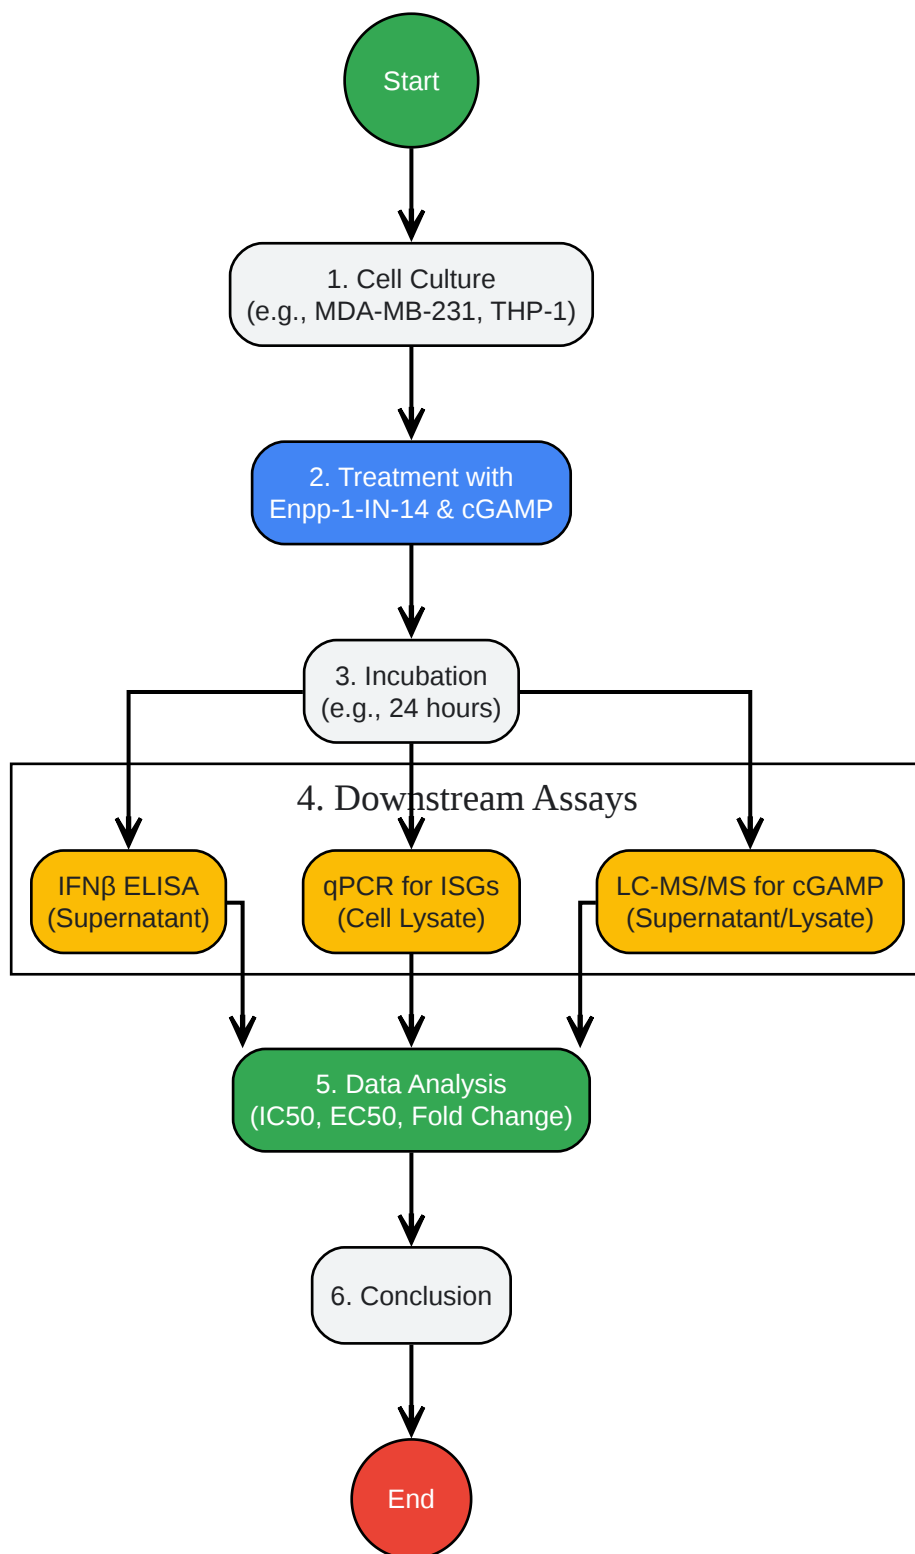 Start
1. Cell Culture
(e.g., MDA-MB-231, THP-1)
2. Treatment with
Enpp-1-IN-14 & cGAMP
3. Incubation
(e.g., 24 hours)
4. Downstream Assays
IFNβ ELISA
(Supernatant)
qPCR for ISGs
(Cell Lysate)
LC-MS/MS for cGAMP
(Supernatant/Lysate)
5. Data Analysis
(IC50, EC50, Fold Change)
6. Conclusion
End